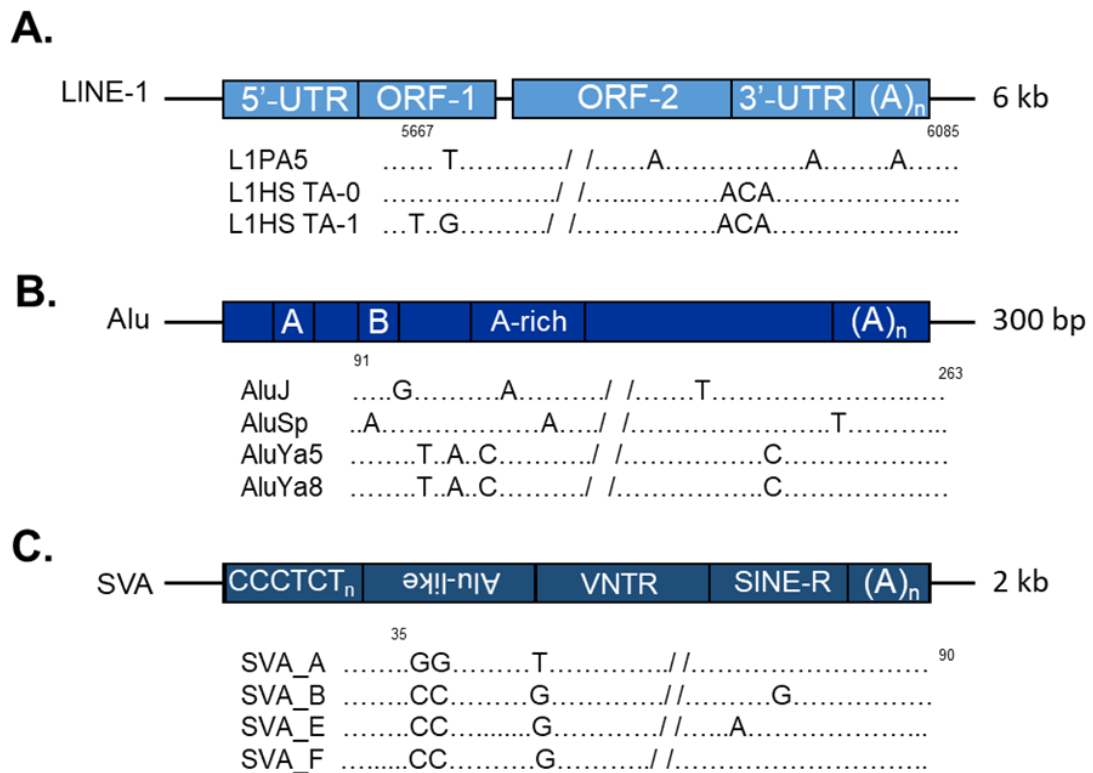 A.
LINE-1 5'-UTR ORF-1 ORF-2 3'-UTR (A)n 6 kb
5667 6085
L1PA5 ...... T.........../ /..........A..............A.......A......
L1HS TA-0 ...................../ /..............ACA........................
L1HS TA-1 ...T..G........../ /...............ACA........................
B.
Alu A B A-rich (A)n 300 bp
91 263
AluJ .....G...........A........../ /............T........................
AluSp ..A...................A...../ /..........................T............
AluYa5 ........T..A..C........../ /..................C......................
AluYa8 ........T..A..C........../ /..................C......................
C.
SVA CCCTCTn Alu-like VNTR SINE-R (A)n 2 kb
35 90
SVA_A ........GG..........T...............// .............................
SVA_B ........CC..........G...............//...........G..................
SVA_E ........CC..........G............../ /.....A........................
SVA_F ........CC..........G............./ /................................